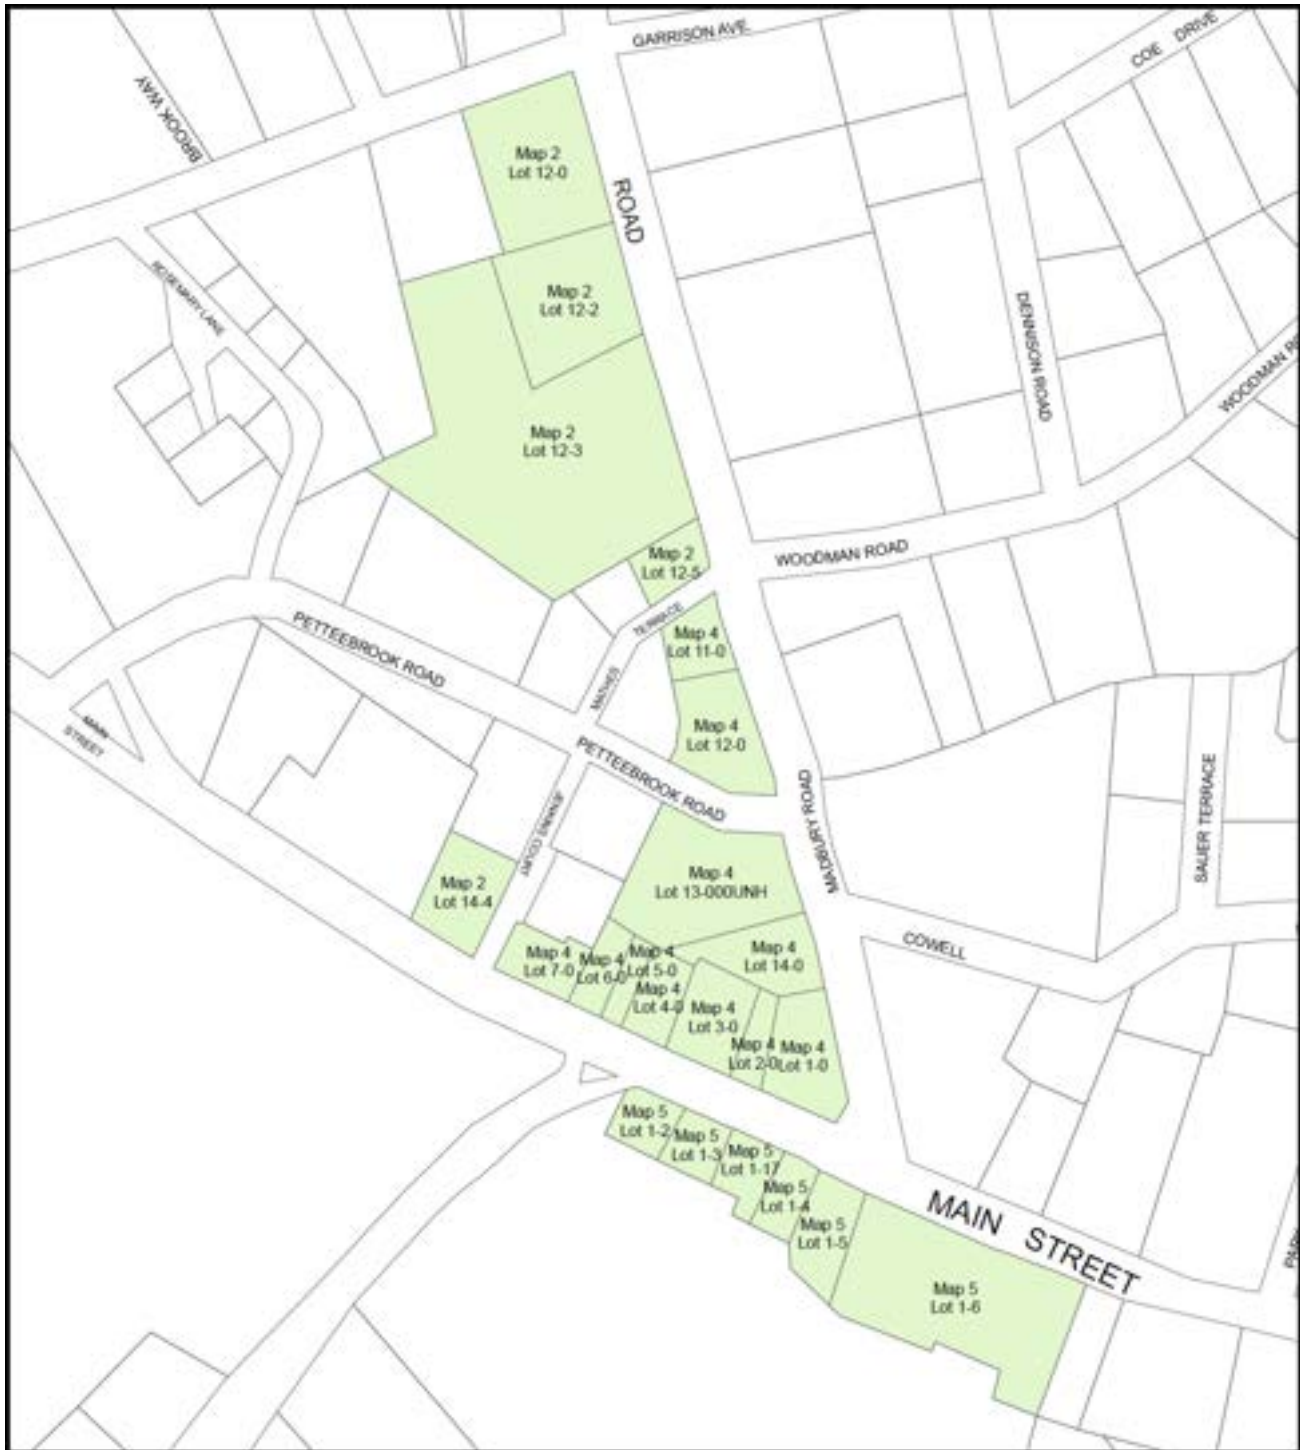 GARRISON AVE
COE DRIVE
BROOK WAY
Map 2
Lot 12-0
ROAD
ROSEMARY LANE
Map 2
Lot 12-2
DENNISON ROAD
WOODMAN
Map 2
Lot 12-3
WOODMAN ROAD
Map 2
Lot 12-5
TERRACE
MATHES
Map 4
Lot 11-0
PETTEEBROOK ROAD
Map 4
Lot 12-0
MAIN
STREET
PETTEEBROOK ROAD
MADBURY ROAD
SAUER TERRACE
JENKINS COURT
Map 4
Lot 13-000UNH
Map 2
Lot 14-4
COWELL
Map 4
Lot 7-0
Map 4
Lot 6-0
Map 4
Lot 5-0
Map 4
Lot 14-0
Map 4
Lot 4-0
Map 4
Lot 3-0
Map 4
Lot 2-0
Map 4
Lot 1-0
Map 5
Lot 1-2
Map 5
Lot 1-3
Map 5
Lot 1-17
Map 5
Lot 1-4
Map 5
Lot 1-5
MAIN STREET
Map 5
Lot 1-6